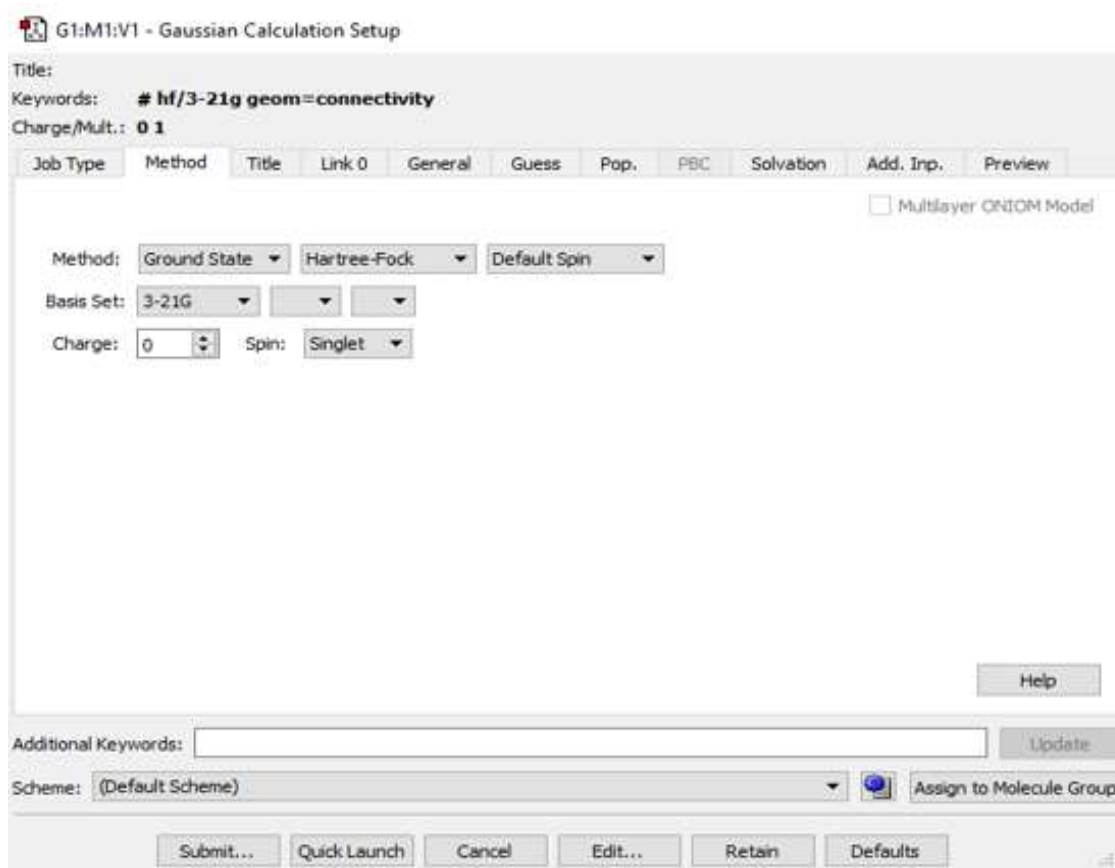 G1:M1:V1 - Gaussian Calculation Setup
Title:
Keywords: # hf/3-21g geom=connectivity
Charge/Mult.: 0 1
Job Type Method Title Link 0 General Guess Pop. PBC Solvation Add. Inp. Preview
Multilayer ONIOM Model
Method: Ground State Hartree-Fock Default Spin
Basis Set: 3-21G
Charge: 0 Spin: Singlet
Help
Additional Keywords: Update
Scheme: (Default Scheme) Assign to Molecule Group
Submit... Quick Launch Cancel Edit... Retain Defaults